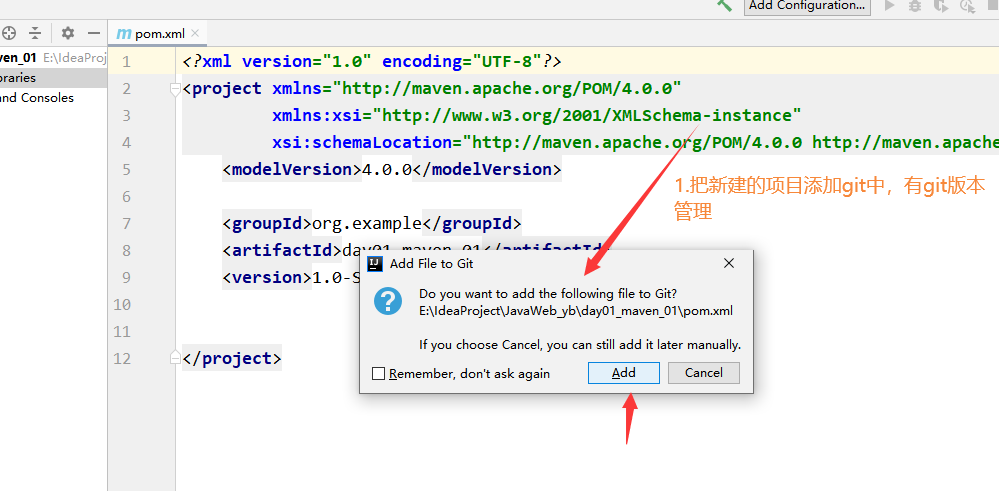 Add Configuration...
pom.xml
ven_01 E:\IdeaProj
braries
and Consoles
1 <?xml version="1.0" encoding="UTF-8"?>
2 <project xmlns="http://maven.apache.org/POM/4.0.0"
3 xmlns:xsi="http://www.w3.org/2001/XMLSchema-instance"
4 xsi:schemaLocation="http://maven.apache.org/POM/4.0.0 http://maven.apache
5 <modelVersion>4.0.0</modelVersion>
1.把新建的项目添加git中，有git版本
管理
6
7 <groupId>org.example</groupId>
8 <artifactId>day01_maven_01</artifactId>
9 <version>1.0-S
10
11
12 </project>
Add File to Git
Do you want to add the following file to Git?
E:\IdeaProject\JavaWeb_yb\day01_maven_01\pom.xml
If you choose Cancel, you can still add it later manually.
Remember, don't ask again
Add
Cancel